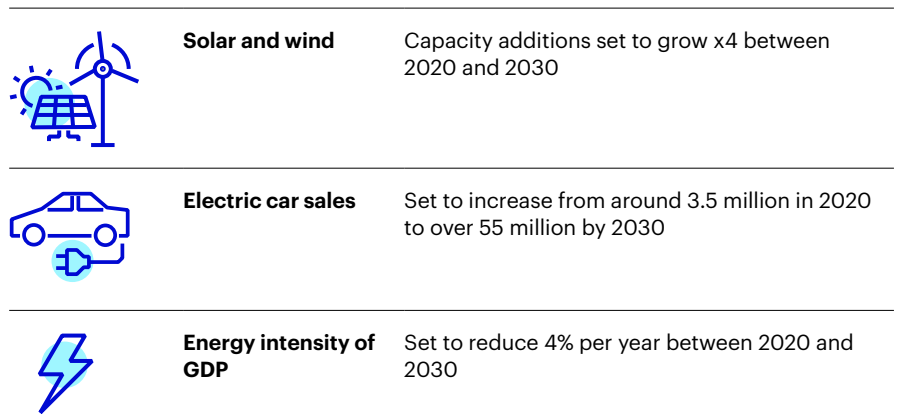 Solar and wind
Capacity additions set to grow x4 between
2020 and 2030
Electric car sales
Set to increase from around 3.5 million in 2020
to over 55 million by 2030
Energy intensity of
GDP
Set to reduce 4% per year between 2020 and
2030